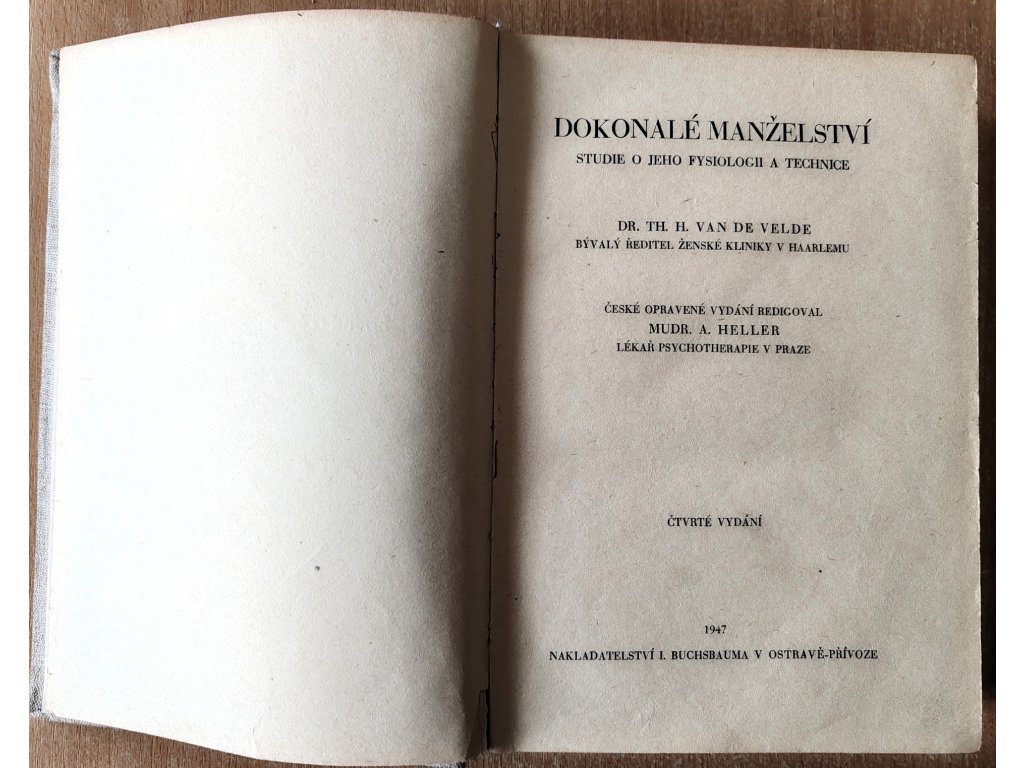 DOKONALÉ MANŽELSTVÍ
STUDIE O JEHO FYSIOLOGII A TECHNICE
DR. TH. H. VAN DE VELDE
BÝVALÝ ŘEDITEL ŽENSKÉ KLINIKY V HAARLEMU
ČESKÉ OPRAVENÉ VYDÁNÍ REDIGOVAL
MUDR. A. HELLER
LÉKAŘ PSYCHOTHERAPIE V PRAZE
ČTVRTÉ VYDÁNÍ
1947
NAKLADATELSTVÍ I. BUCHSBAUMA V OSTRAVĚ-PŘÍVOZE